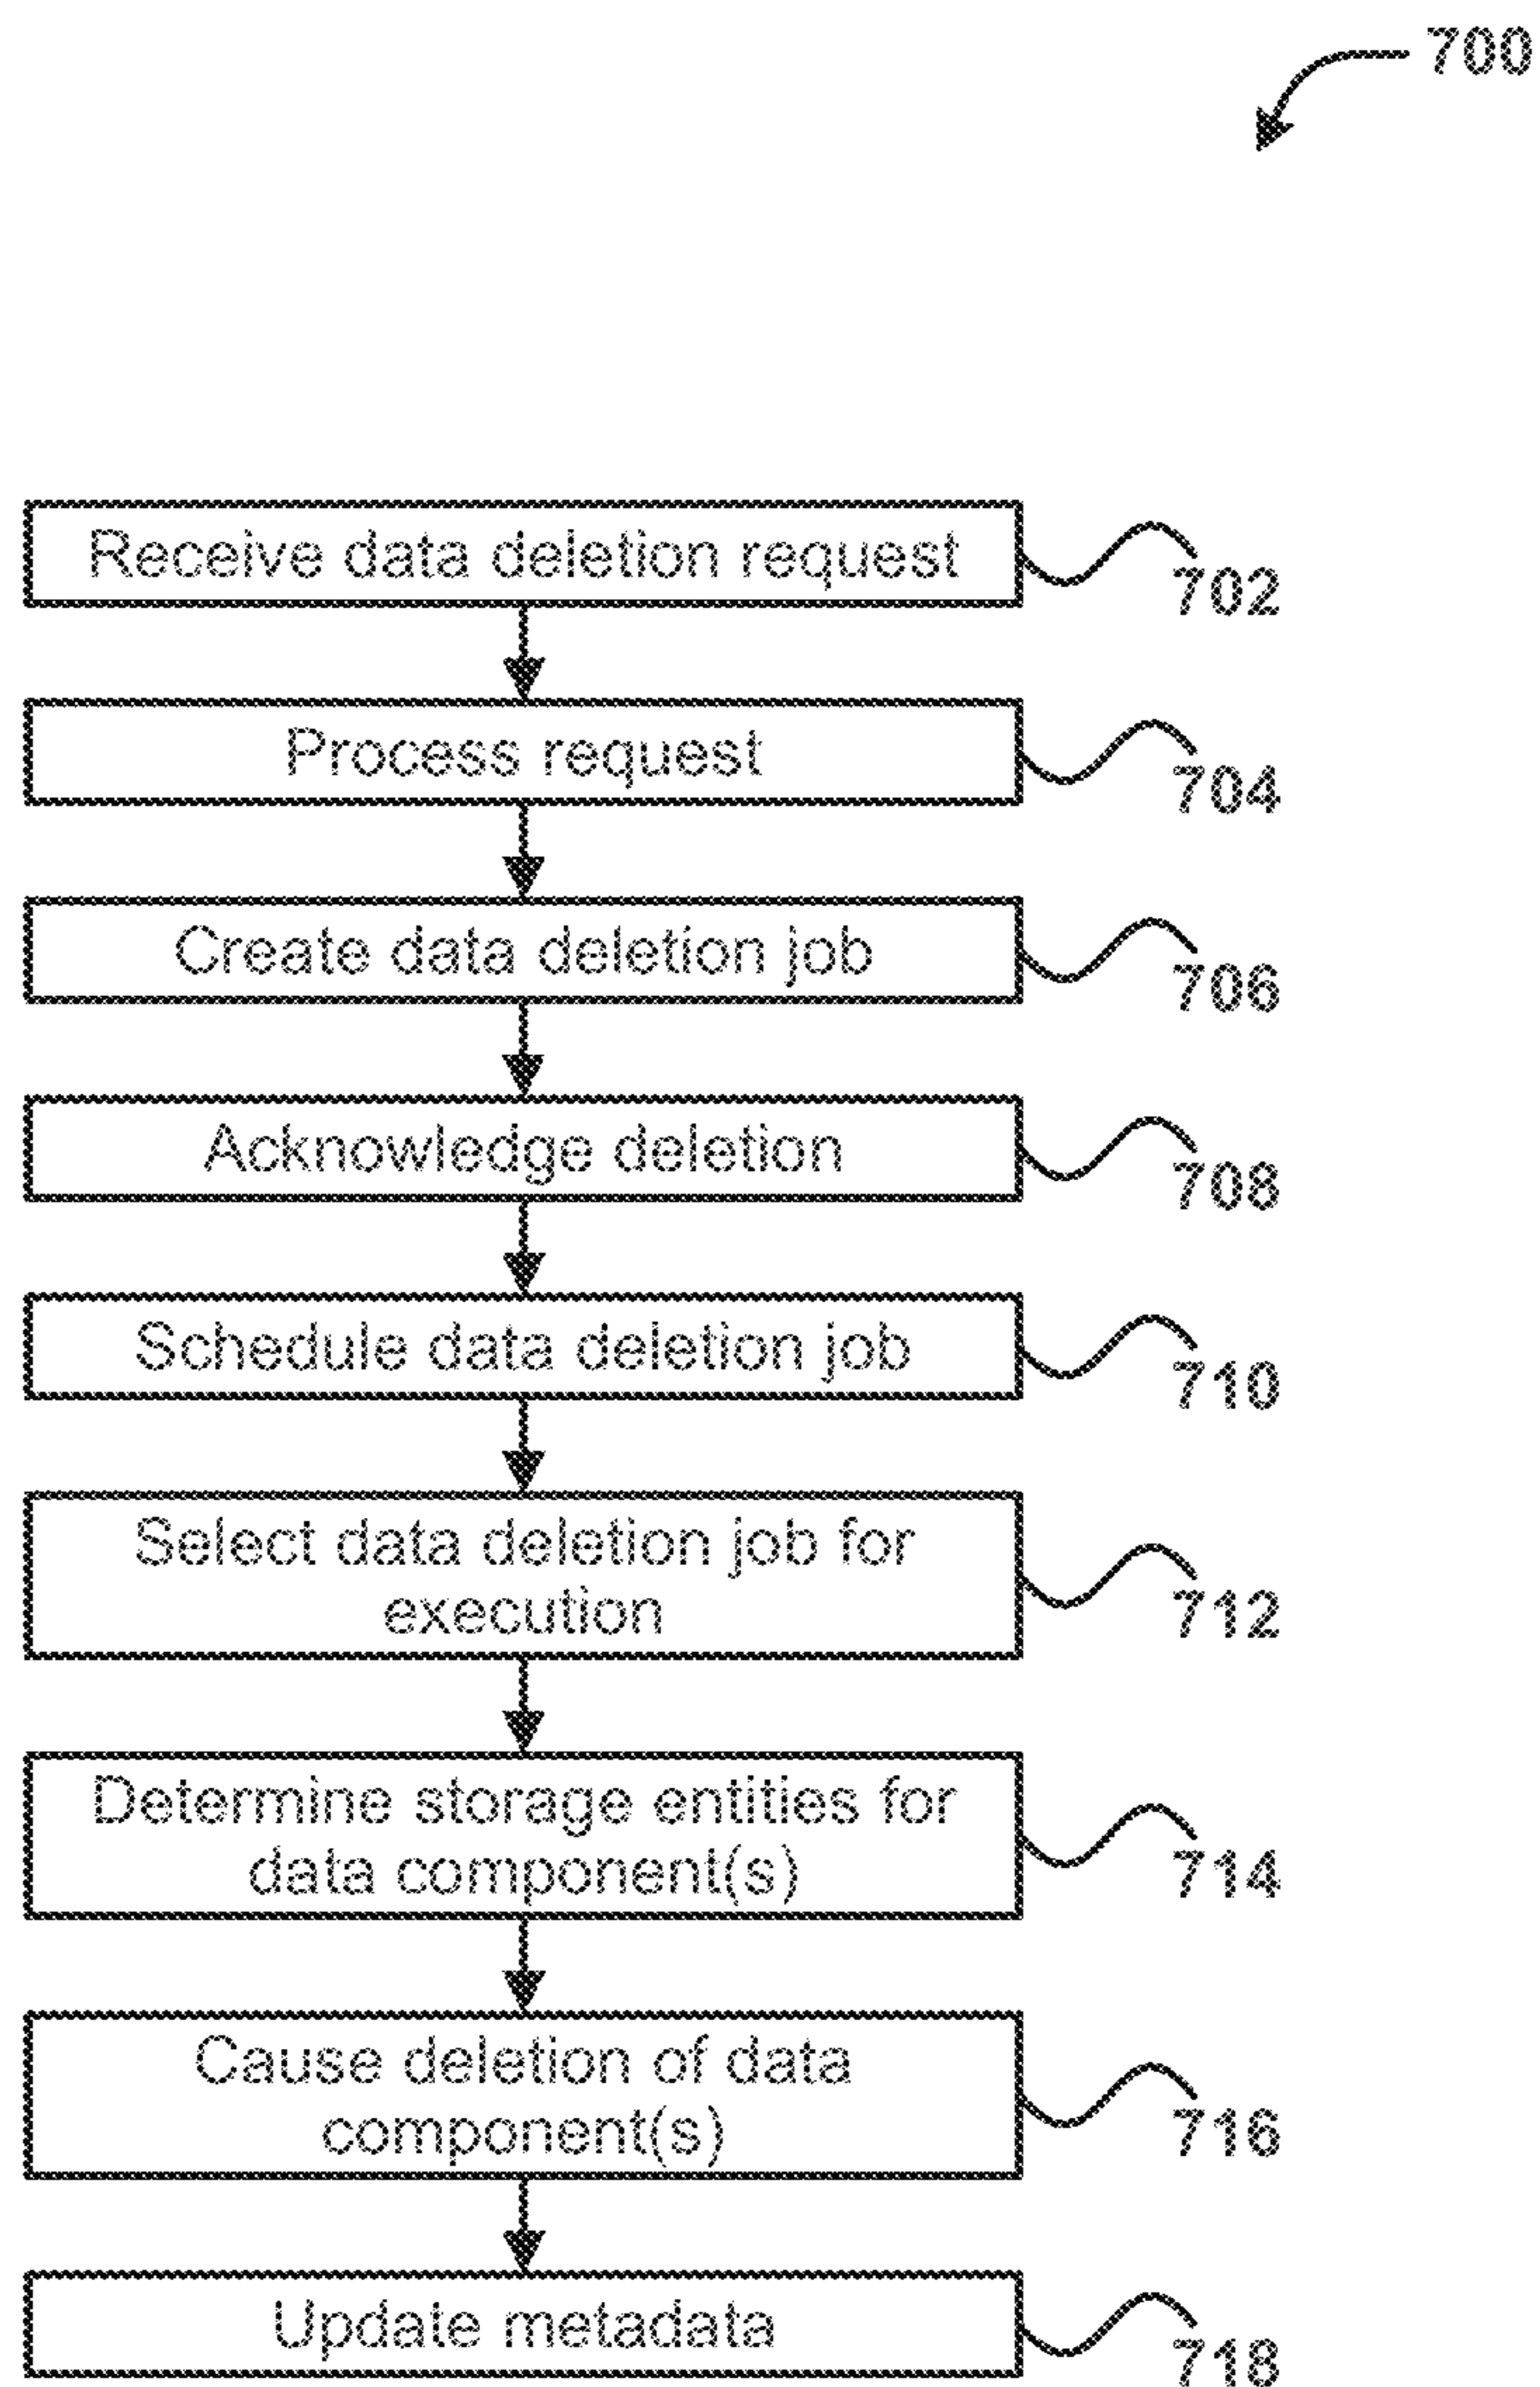 700
Receive data deletion request
702
Process request
704
Create data deletion job
706
Acknowledge deletion
708
Schedule data deletion job
710
Select data deletion job for
execution
712
Determine storage entities for
data component(s)
714
Cause deletion of data
component(s)
716
Update metadata
718